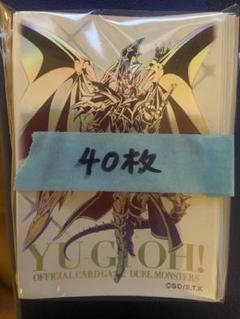 40枚
YU-GI-OH!
OFFICIAL CARD GAME DUEL MONSTERS
©SD/S,T.K